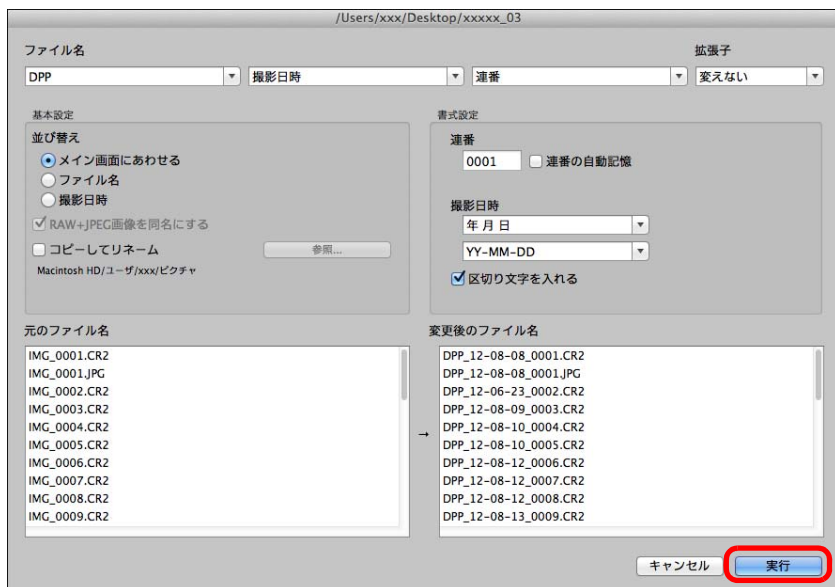 /Users/xxx/Desktop/xxxxx_03
ファイル名
拡張子
DPP
撮影日時
連番
変えない
基本設定
並び替え
メイン画面にあわせる
ファイル名
撮影日時
RAW+JPEG画像を同名にする
コピーしてリネーム
参照...
Macintosh HD/ユーザ/xxx/ピクチャ
書式設定
連番
0001
連番の自動記憶
撮影日時
年月日
YY-MM-DD
区切り文字を入れる
元のファイル名
IMG_0001.CR2
IMG_0001.JPG
IMG_0002.CR2
IMG_0003.CR2
IMG_0004.CR2
IMG_0005.CR2
IMG_0006.CR2
IMG_0007.CR2
IMG_0008.CR2
IMG_0009.CR2
→
変更後のファイル名
DPP_12-08-08_0001.CR2
DPP_12-08-08_0001.JPG
DPP_12-06-23_0002.CR2
DPP_12-08-09_0003.CR2
DPP_12-08-10_0004.CR2
DPP_12-08-10_0005.CR2
DPP_12-08-12_0006.CR2
DPP_12-08-12_0007.CR2
DPP_12-08-12_0008.CR2
DPP_12-08-13_0009.CR2
キャンセル
実行